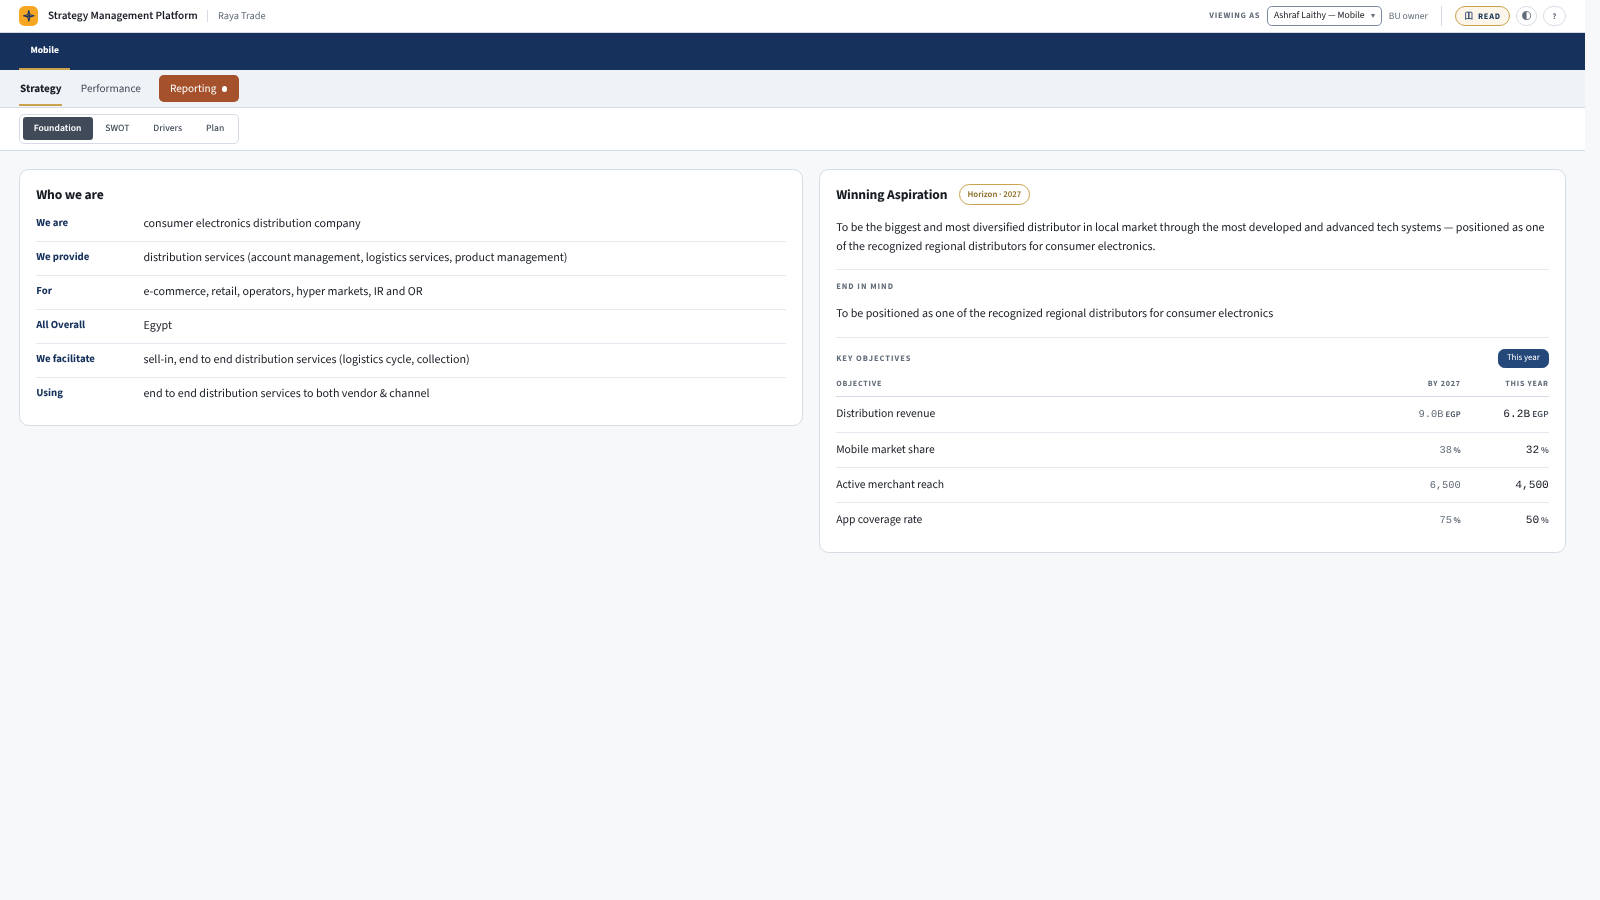 Strategy Management Platform
Raya Trade
VIEWING AS
Ashraf Laithy — Mobile ▾
BU owner
READ
?
Mobile
Strategy
Performance
Reporting
Foundation
SWOT
Drivers
Plan
Who we are
We are
consumer electronics distribution company
We provide
distribution services (account management, logistics services, product management)
For
e-commerce, retail, operators, hyper markets, IR and OR
All Overall
Egypt
We facilitate
sell-in, end to end distribution services (logistics cycle, collection)
Using
end to end distribution services to both vendor & channel
Winning Aspiration
Horizon · 2027
To be the biggest and most diversified distributor in local market through the most developed and advanced tech systems — positioned as one
of the recognized regional distributors for consumer electronics.
END IN MIND
To be positioned as one of the recognized regional distributors for consumer electronics
KEY OBJECTIVES
This year
OBJECTIVE BY 2027 THIS YEAR
Distribution revenue 9.0B EGP 6.2B EGP
Mobile market share 38 % 32 %
Active merchant reach 6,500 4,500
App coverage rate 75 % 50 %